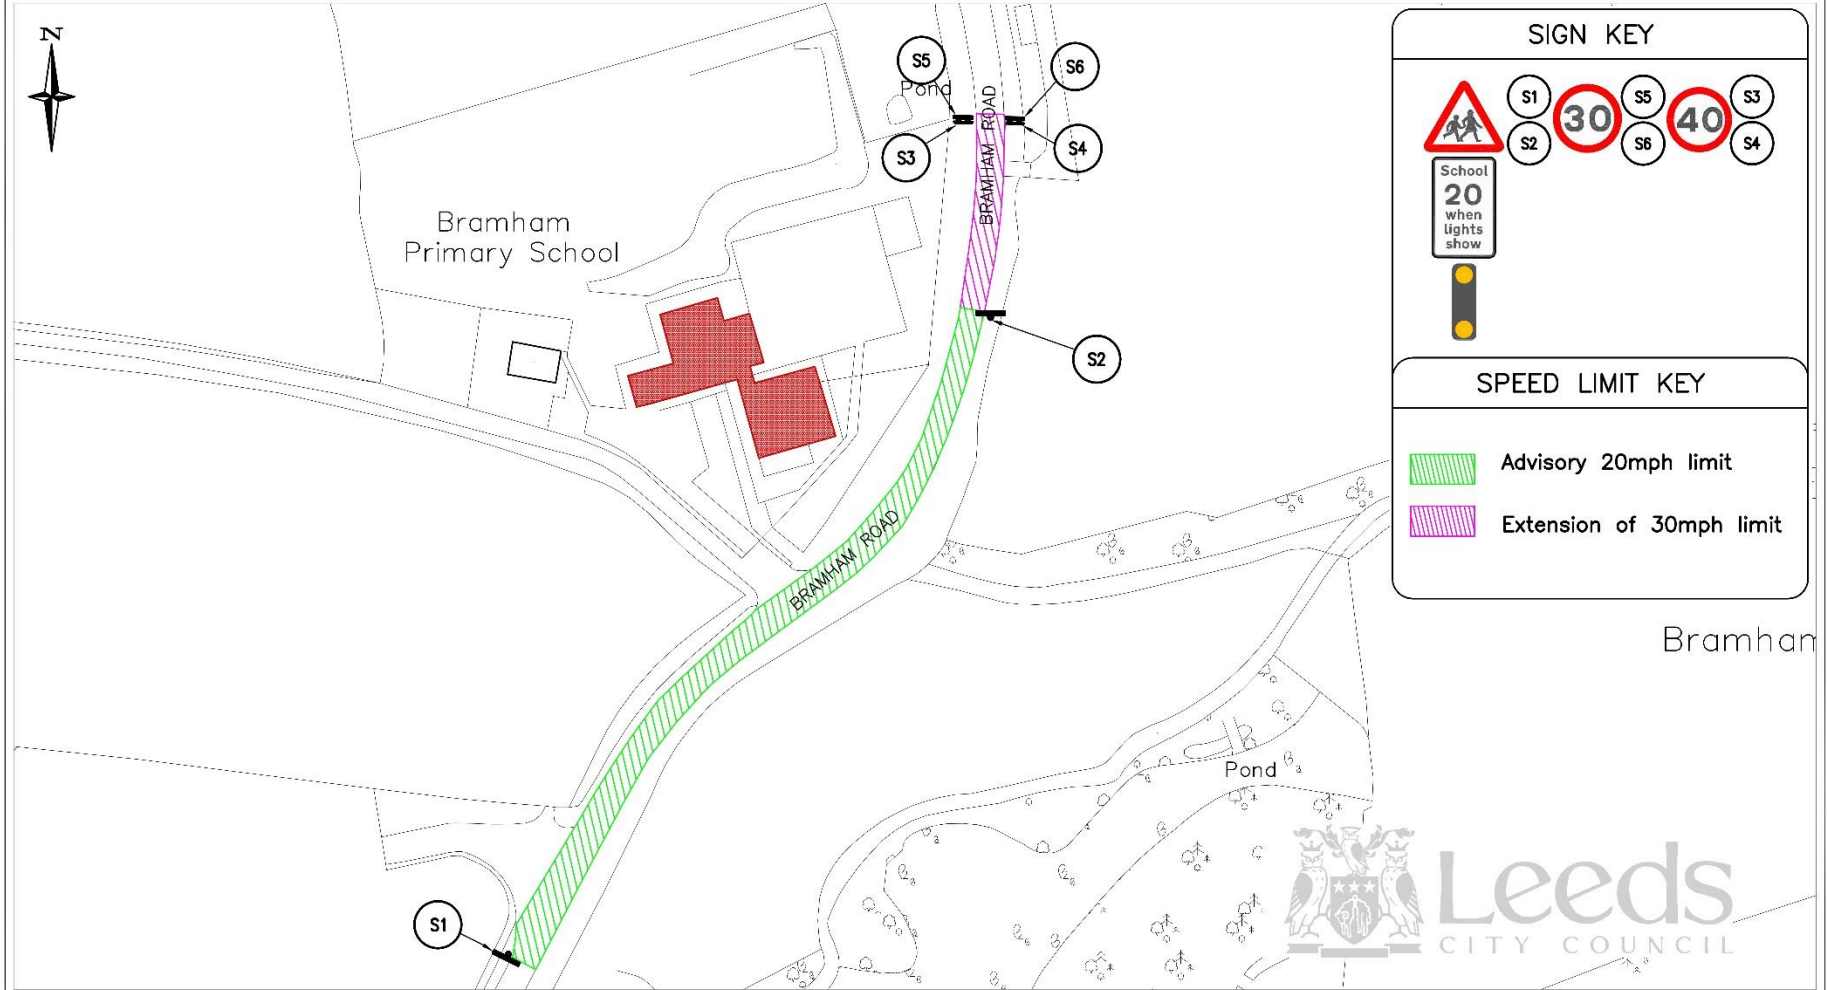 N
S5
S6
Pond
S3
S4
BRAMHAM ROAD
Bramham
Primary School
S2
BRAMHAM ROAD
S1
Pond
Bramham
SIGN KEY
S1
S2
30
S5
S6
40
S3
S4
School
20
when
lights
show
SPEED LIMIT KEY
Advisory 20mph limit
Extension of 30mph limit
Leeds
CITY COUNCIL